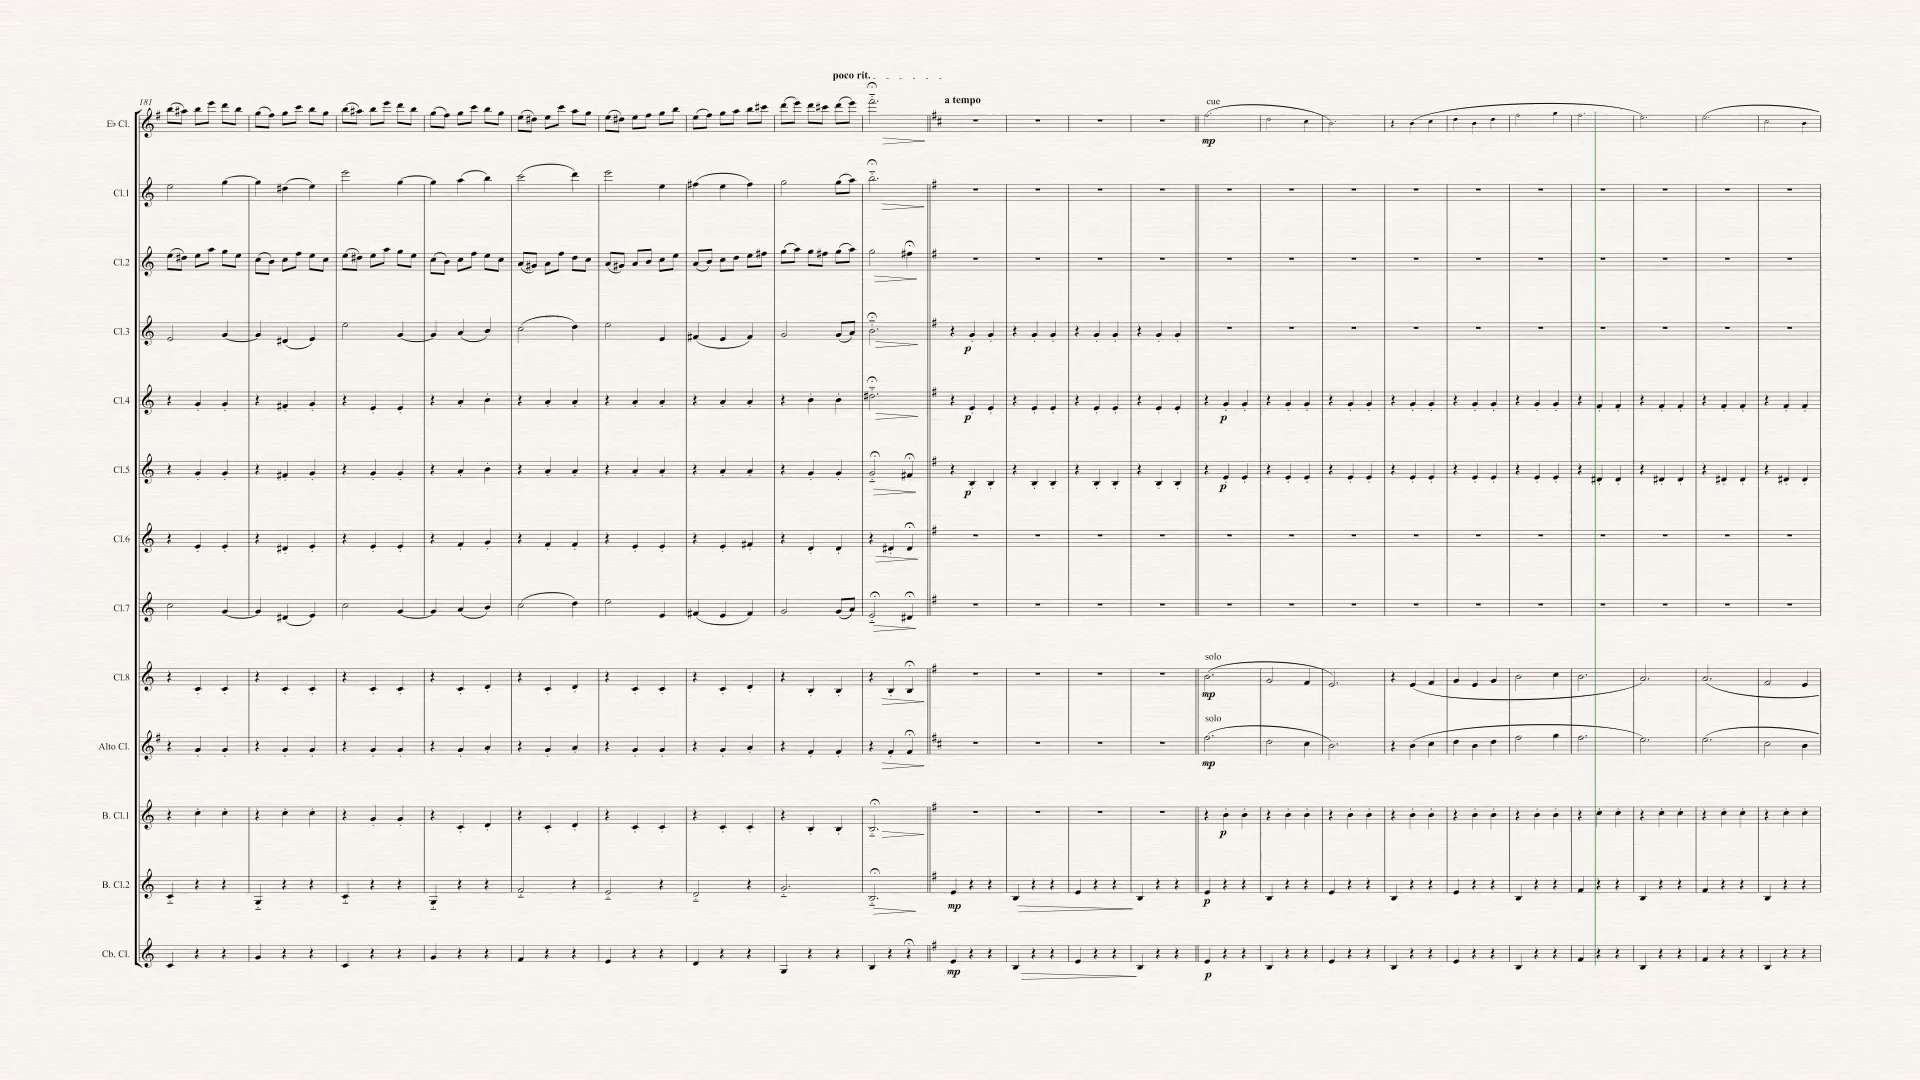 poco rit.
181
a tempo
cue
E♭ Cl.
mp
Cl.1
Cl.2
Cl.3
p
Cl.4
p
p
Cl.5
p
p
Cl.6
Cl.7
solo
Cl.8
mp
solo
Alto Cl.
mp
B. Cl.1
p
B. Cl.2
mp
p
Cb. Cl.
mp
p